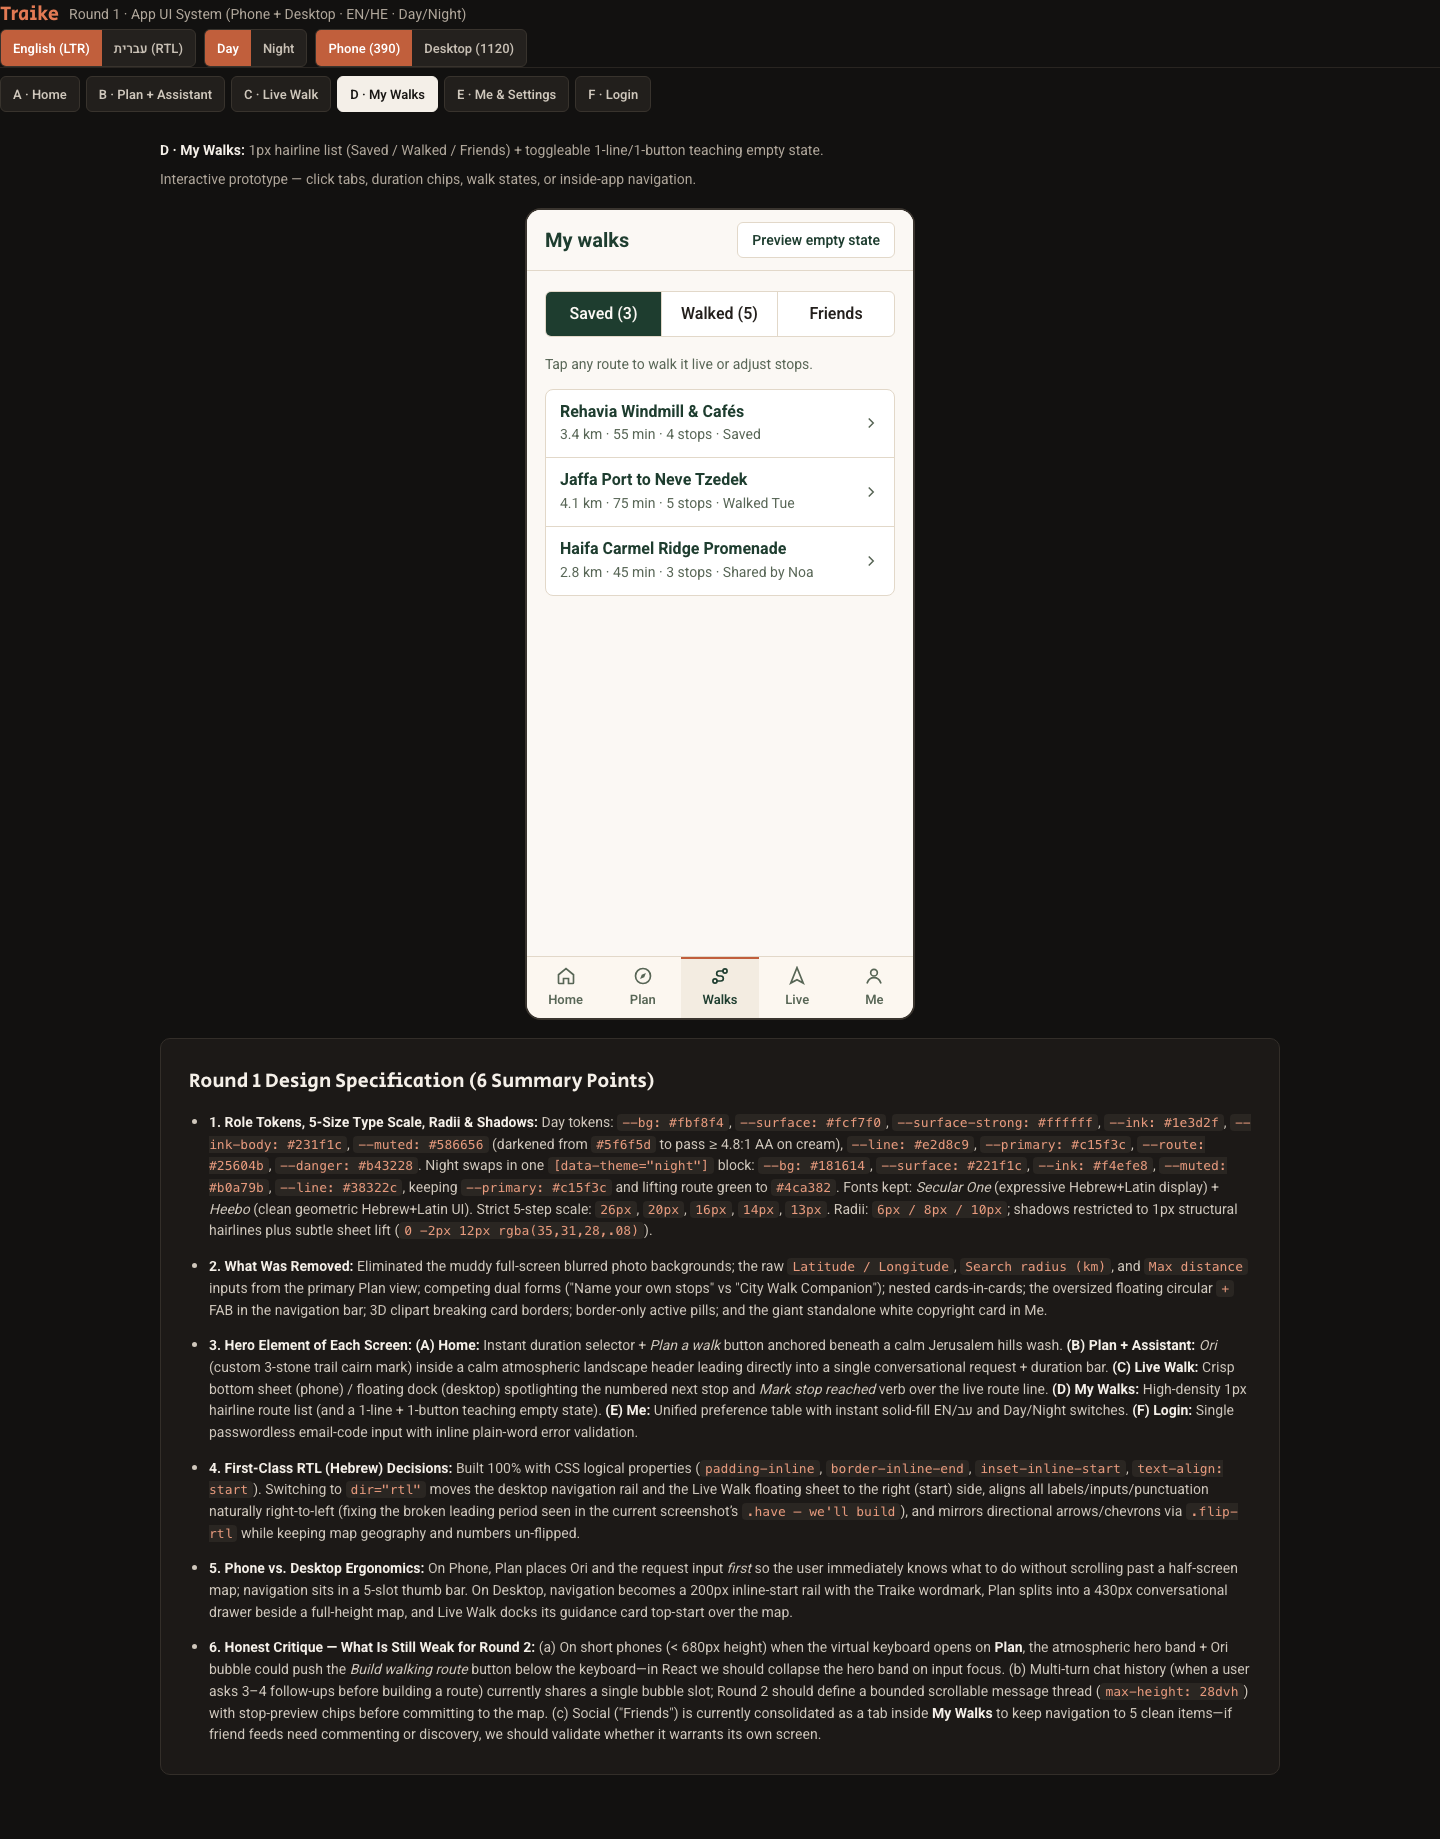 Traike Round 1 · App UI System (Phone + Desktop · EN/HE · Day/Night)
English (LTR) עברית (RTL) Day Night Phone (390) Desktop (1120)
A · Home B · Plan + Assistant C · Live Walk D · My Walks E · Me & Settings F · Login
D · My Walks: 1px hairline list (Saved / Walked / Friends) + toggleable 1-line/1-button teaching empty state.
Interactive prototype — click tabs, duration chips, walk states, or inside-app navigation.
My walks Preview empty state
Saved (3) Walked (5) Friends
Tap any route to walk it live or adjust stops.
Rehavia Windmill & Cafés
3.4 km · 55 min · 4 stops · Saved
Jaffa Port to Neve Tzedek
4.1 km · 75 min · 5 stops · Walked Tue
Haifa Carmel Ridge Promenade
2.8 km · 45 min · 3 stops · Shared by Noa
Home Plan Walks Live Me
Round 1 Design Specification (6 Summary Points)
• 1. Role Tokens, 5-Size Type Scale, Radii & Shadows: Day tokens: --bg: #fbf8f4, --surface: #fcf7f0, --surface-strong: #ffffff, --ink: #1e3d2f, --
ink-body: #231f1c, --muted: #586656 (darkened from #5f6f5d to pass ≥ 4.8:1 AA on cream), --line: #e2d8c9, --primary: #c15f3c, --route:
#25604b, --danger: #b43228. Night swaps in one [data-theme="night"] block: --bg: #181614, --surface: #221f1c, --ink: #f4efe8, --muted:
#b0a79b, --line: #38322c, keeping --primary: #c15f3c and lifting route green to #4ca382. Fonts kept: Secular One (expressive Hebrew+Latin display) +
Heebo (clean geometric Hebrew+Latin UI). Strict 5-step scale: 26px, 20px, 16px, 14px, 13px. Radii: 6px / 8px / 10px; shadows restricted to 1px structural
hairlines plus subtle sheet lift (0 -2px 12px rgba(35,31,28,.08)).
• 2. What Was Removed: Eliminated the muddy full-screen blurred photo backgrounds; the raw Latitude / Longitude, Search radius (km), and Max distance
inputs from the primary Plan view; competing dual forms ("Name your own stops" vs "City Walk Companion"); nested cards-in-cards; the oversized floating circular +
FAB in the navigation bar; 3D clipart breaking card borders; border-only active pills; and the giant standalone white copyright card in Me.
• 3. Hero Element of Each Screen: (A) Home: Instant duration selector + Plan a walk button anchored beneath a calm Jerusalem hills wash. (B) Plan + Assistant: Ori
(custom 3-stone trail cairn mark) inside a calm atmospheric landscape header leading directly into a single conversational request + duration bar. (C) Live Walk: Crisp
bottom sheet (phone) / floating dock (desktop) spotlighting the numbered next stop and Mark stop reached verb over the live route line. (D) My Walks: High-density 1px
hairline route list (and a 1-line + 1-button teaching empty state). (E) Me: Unified preference table with instant solid-fill EN/עב and Day/Night switches. (F) Login: Single
passwordless email-code input with inline plain-word error validation.
• 4. First-Class RTL (Hebrew) Decisions: Built 100% with CSS logical properties (padding-inline, border-inline-end, inset-inline-start, text-align:
start). Switching to dir="rtl" moves the desktop navigation rail and the Live Walk floating sheet to the right (start) side, aligns all labels/inputs/punctuation
naturally right-to-left (fixing the broken leading period seen in the current screenshot's .have — we'll build), and mirrors directional arrows/chevrons via .flip-
rtl while keeping map geography and numbers un-flipped.
• 5. Phone vs. Desktop Ergonomics: On Phone, Plan places Ori and the request input first so the user immediately knows what to do without scrolling past a half-screen
map; navigation sits in a 5-slot thumb bar. On Desktop, navigation becomes a 200px inline-start rail with the Traike wordmark, Plan splits into a 430px conversational
drawer beside a full-height map, and Live Walk docks its guidance card top-start over the map.
• 6. Honest Critique — What Is Still Weak for Round 2: (a) On short phones (< 680px height) when the virtual keyboard opens on Plan, the atmospheric hero band + Ori
bubble could push the Build walking route button below the keyboard—in React we should collapse the hero band on input focus. (b) Multi-turn chat history (when a user
asks 3–4 follow-ups before building a route) currently shares a single bubble slot; Round 2 should define a bounded scrollable message thread (max-height: 28dvh)
with stop-preview chips before committing to the map. (c) Social ("Friends") is currently consolidated as a tab inside My Walks to keep navigation to 5 clean items—if
friend feeds need commenting or discovery, we should validate whether it warrants its own screen.